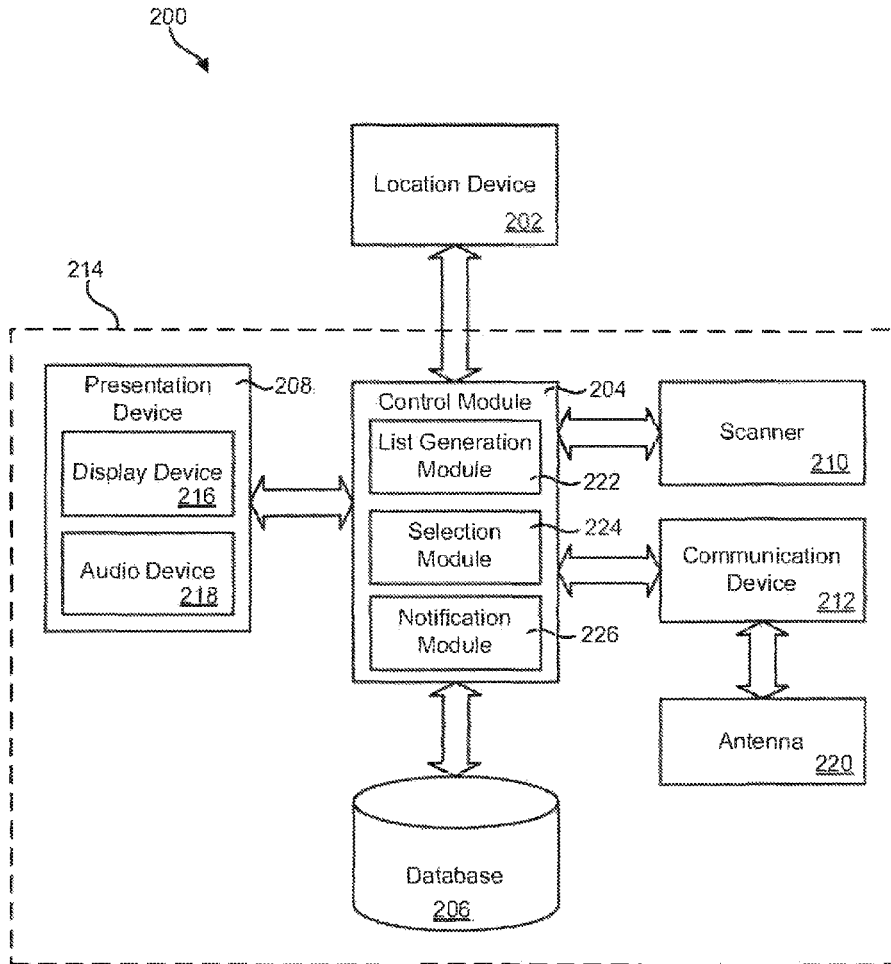 200
Location Device
202
214
Presentation
Device
208
Display Device
216
Audio Device
218
Control Module
204
List Generation
Module
222
Selection
Module
224
Notification
Module
226
Scanner
210
Communication
Device
212
Antenna
220
Database
206